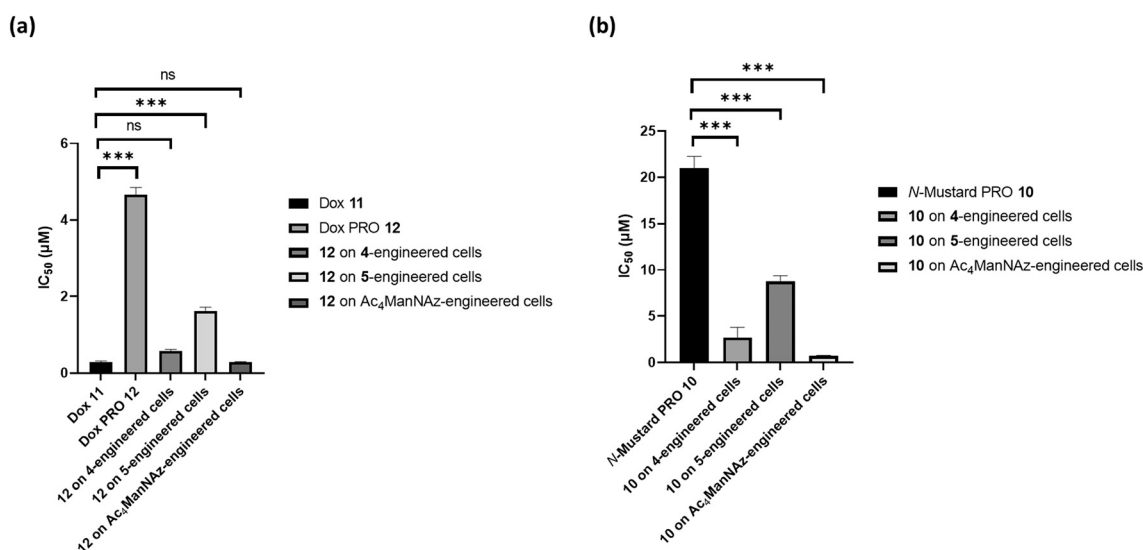 (a)
ns
***
ns
***
6
4
2
0
IC50 (µM)
Dox 11
Dox PRO 12
12 on 4-engineered cells
12 on 5-engineered cells
12 on Ac4ManNAz-engineered cells
Dox 11
Dox PRO 12
12 on 4-engineered cells
12 on 5-engineered cells
12 on Ac4ManNAz-engineered cells
(b)
***
***
***
25
20
15
10
5
0
IC50 (µM)
N-Mustard PRO 10
10 on 4-engineered cells
10 on 5-engineered cells
10 on Ac4ManNAz-engineered cells
N-Mustard PRO 10
10 on 4-engineered cells
10 on 5-engineered cells
10 on Ac4ManNAz-engineered cells